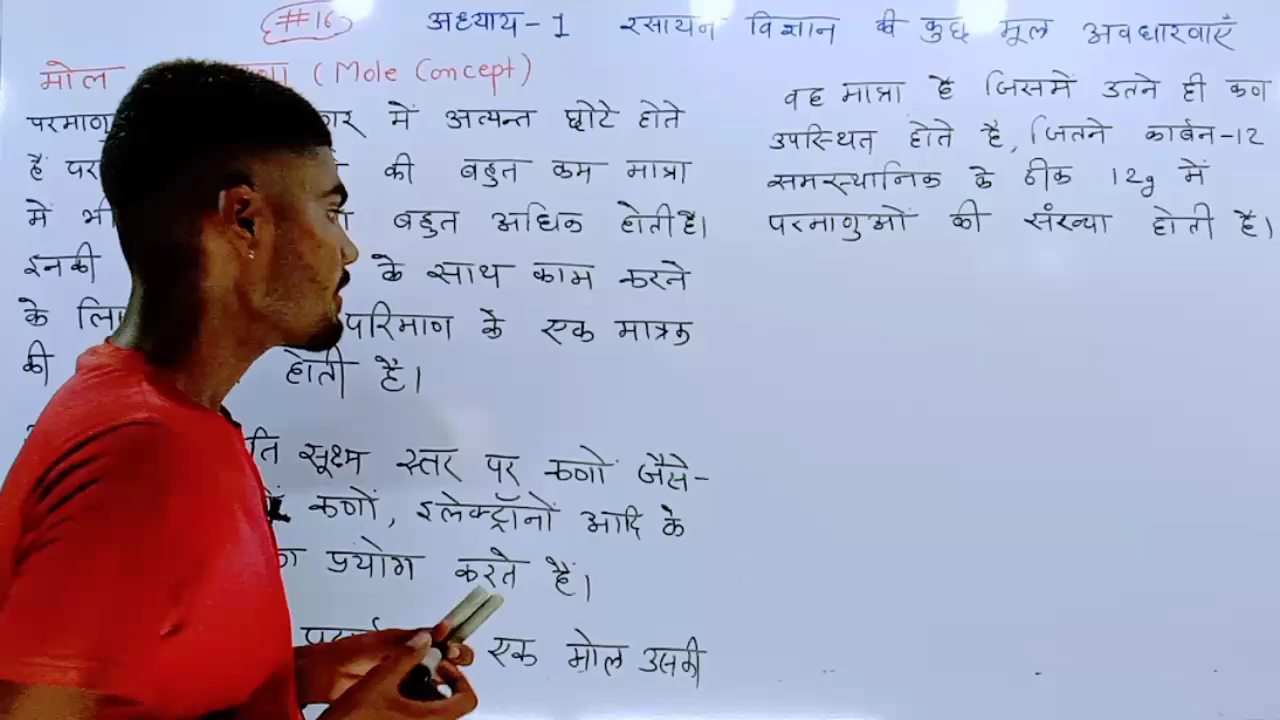 #16 अध्याय-1 रसायन विज्ञान की कुछ मूल अवधारणाएँ
मोल (Mole Concept)
परमाणु में अत्यन्त छोटे होते
हैं की बहुत कम मात्रा
में भी बहुत अधिक होती है।
इनकी के साथ काम करने
के परिमाण के एक मात्रक
की होती है।
सूक्ष्म स्तर पर कणों जैसे-
कणों, इलेक्ट्रॉनों आदि के
प्रयोग करते हैं।
एक मोल उसकी
वह मात्रा है जिसमें उतने ही कण
उपस्थित होते है, जितने कार्बन-12
समस्थानिक के ठीक 12g में
परमाणुओं की संख्या होती है।